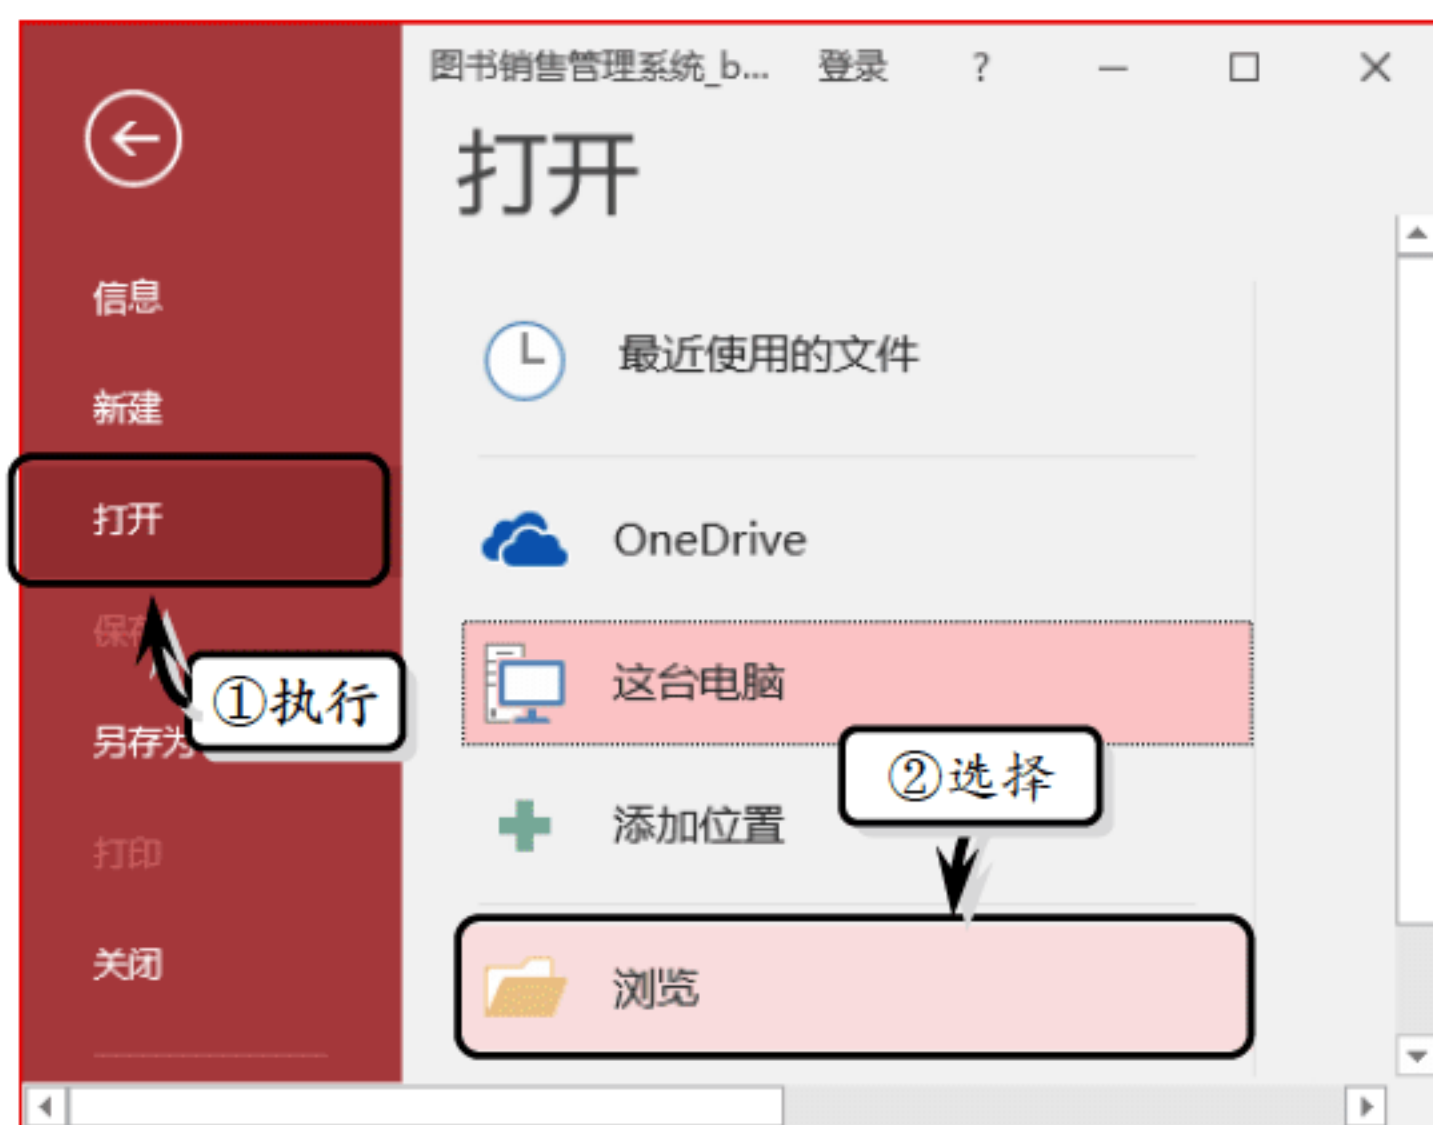 图书销售管理系统_b... 登录 ?
打开
信息
新建
打开
保存
另存为
打印
关闭
最近使用的文件
OneDrive
这台电脑
添加位置
浏览
①执行
②选择